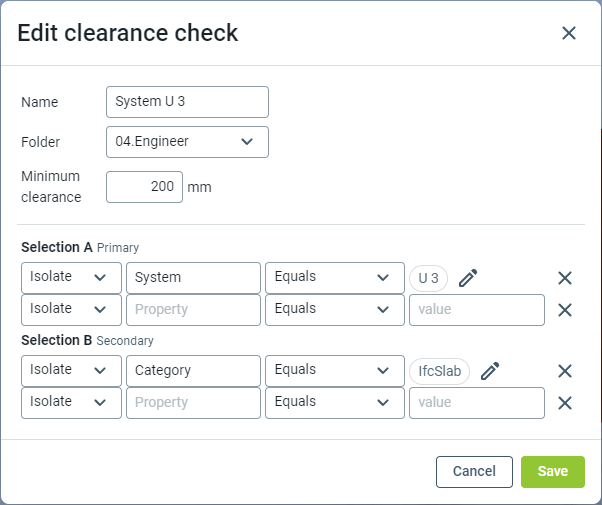 Edit clearance check
Name System U 3
Folder 04.Engineer
Minimum
clearance 200 mm
Selection A Primary
Isolate System Equals U 3
Isolate Property Equals value
Selection B Secondary
Isolate Category Equals IfcSlab
Isolate Property Equals value
Cancel Save